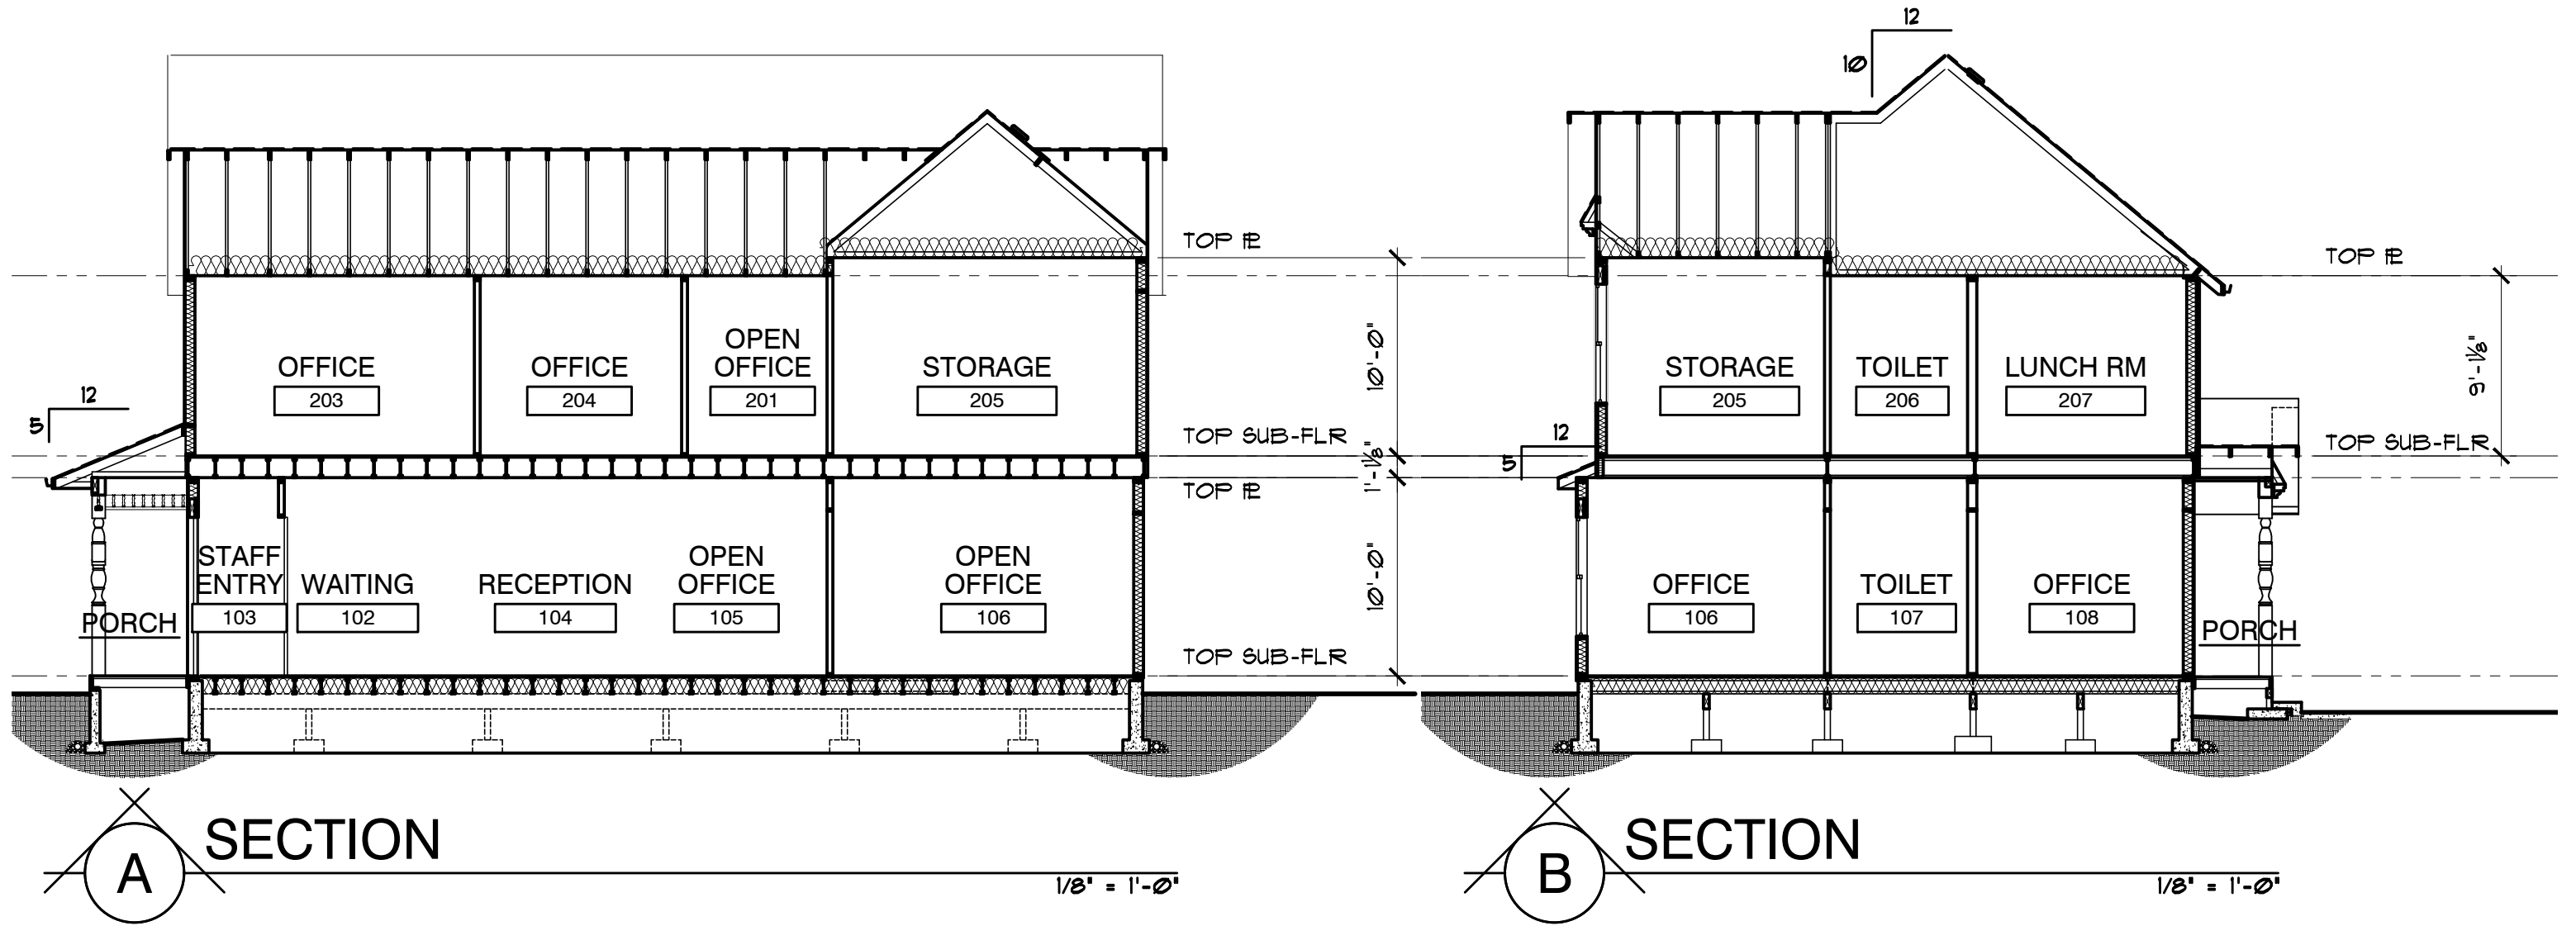 12
5
OFFICE
203
OFFICE
204
OPEN
OFFICE
201
STORAGE
205
STAFF
ENTRY
103
WAITING
102
RECEPTION
104
OPEN
OFFICE
105
OPEN
OFFICE
106
PORCH
TOP PL
TOP SUB-FLR
TOP PL
TOP SUB-FLR
10'-0"
1'-1⅛"
10'-0"
A
SECTION
1/8" = 1'-0"
12
10
12
5
STORAGE
205
TOILET
206
LUNCH RM
207
OFFICE
106
TOILET
107
OFFICE
108
PORCH
TOP PL
TOP SUB-FLR
9'-1⅛"
B
SECTION
1/8" = 1'-0"